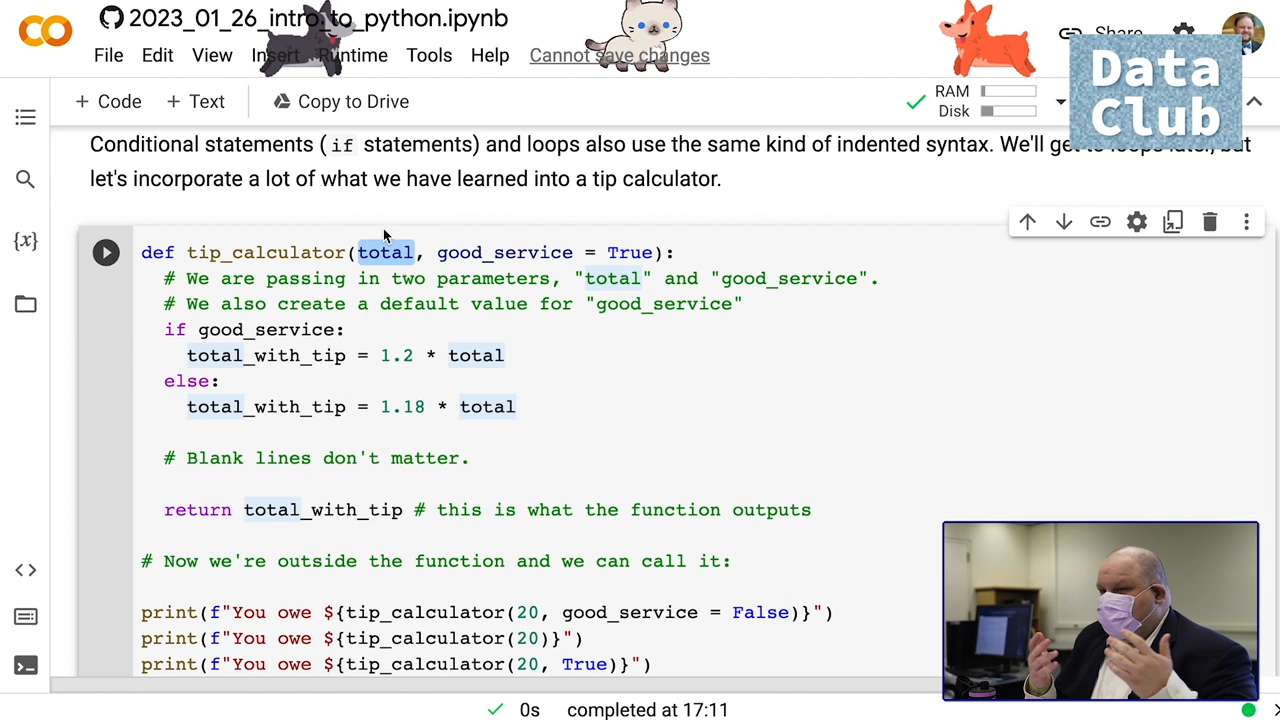 2023_01_26_intro_to_python.ipynb
File Edit View Insert Runtime Tools Help Cannot save changes
Share
Data
Club
+ Code + Text Copy to Drive
RAM
Disk
Conditional statements ( if statements) and loops also use the same kind of indented syntax. We'll get to loops later, but
let's incorporate a lot of what we have learned into a tip calculator.
{x}
def tip_calculator(total, good_service = True):
# We are passing in two parameters, "total" and "good_service".
# We also create a default value for "good_service"
if good_service:
total_with_tip = 1.2 * total
else:
total_with_tip = 1.18 * total
# Blank lines don't matter.
return total_with_tip # this is what the function outputs
# Now we're outside the function and we can call it:
print(f"You owe ${tip_calculator(20, good_service = False)}")
print(f"You owe ${tip_calculator(20)}")
print(f"You owe ${tip_calculator(20, True)}")
0s completed at 17:11